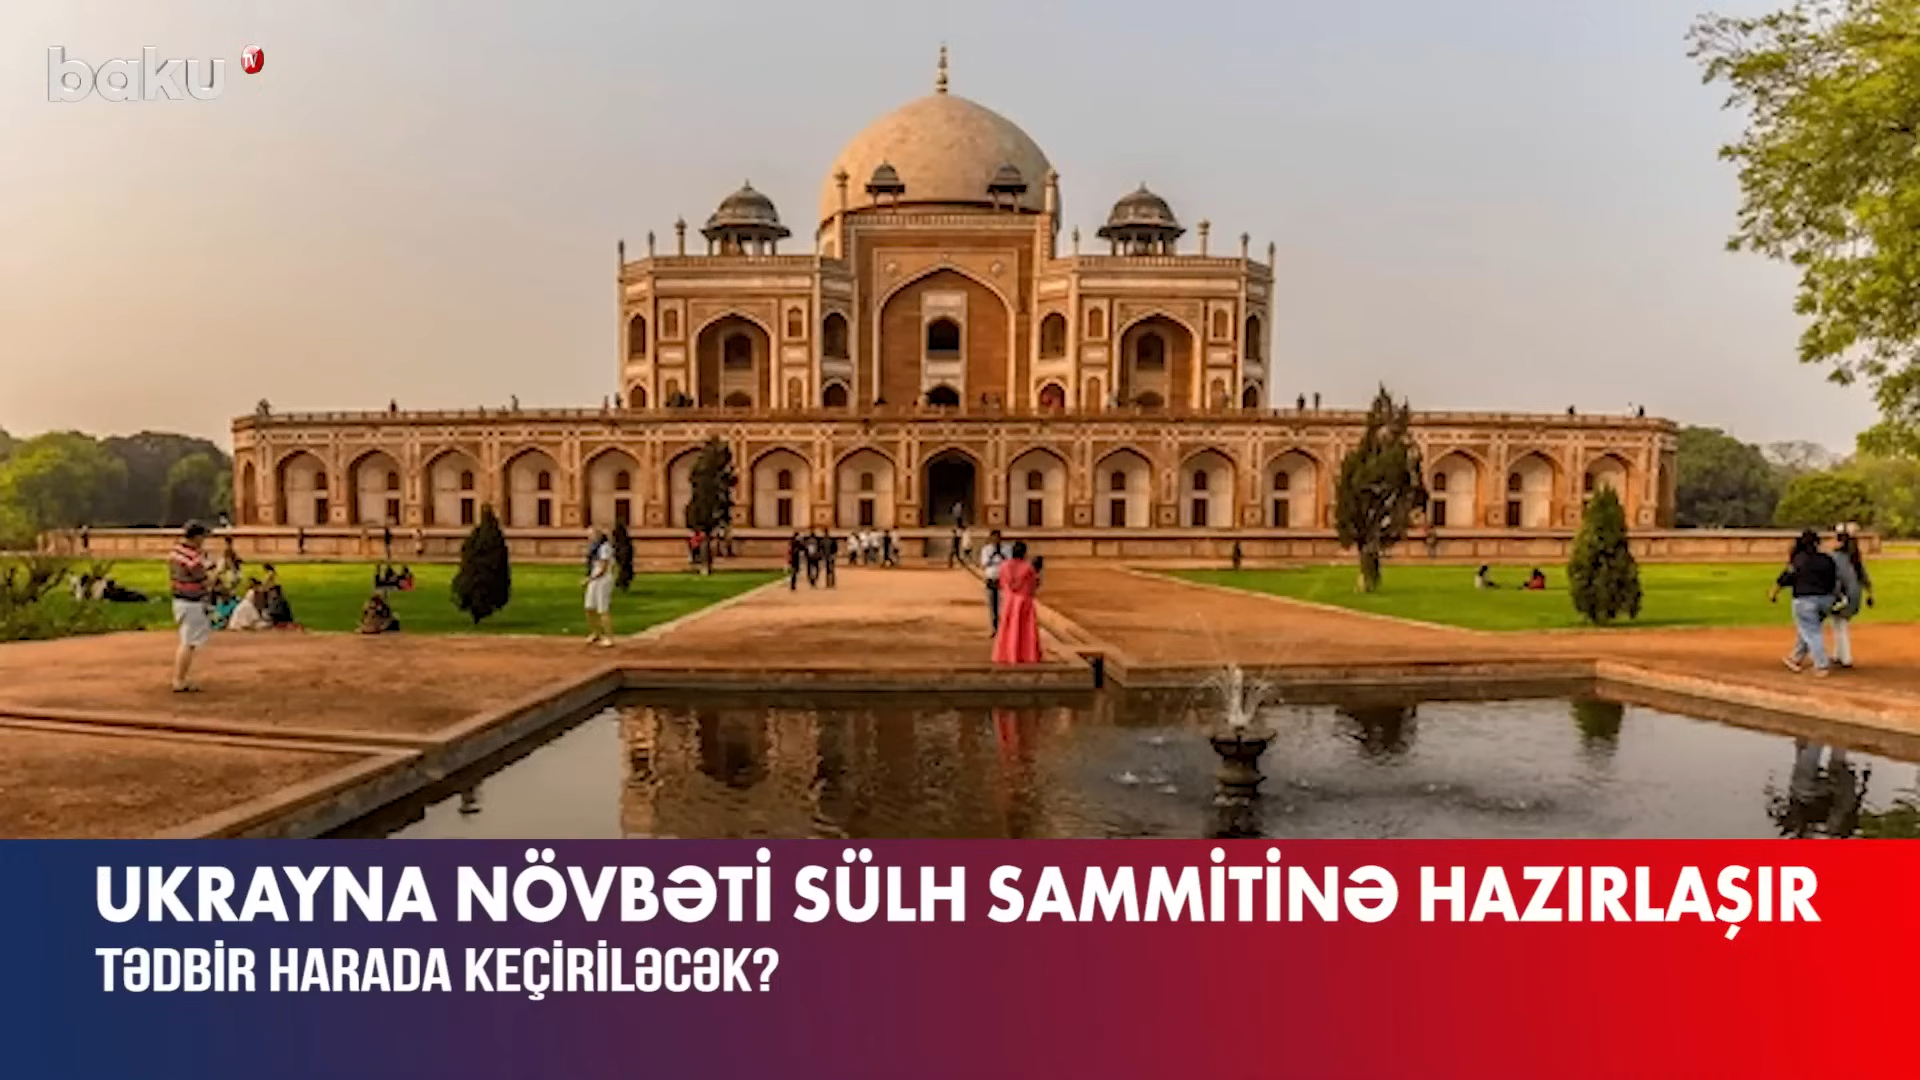 baku TV
UKRAYNA NÖVBƏTİ SÜLH SAMMİTİNƏ HAZIRLAŞIR
TƏDBİR HARADA KEÇİRİLƏCƏK?